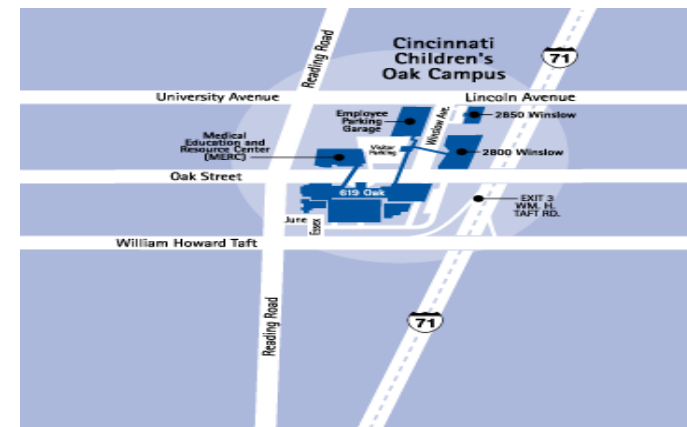 Cincinnati
Children's
Oak Campus
71
Reading Road
University Avenue
Lincoln Avenue
Employee
Parking
Garage
Winslow Ave.
2850 Winslow
Medical
Education and
Resource Center
(MERC)
Visitor
Parking
2800 Winslow
Oak Street
619 Oak
EXIT 3
WM. H.
TAFT RD.
June
Essex
William Howard Taft
Reading Road
71